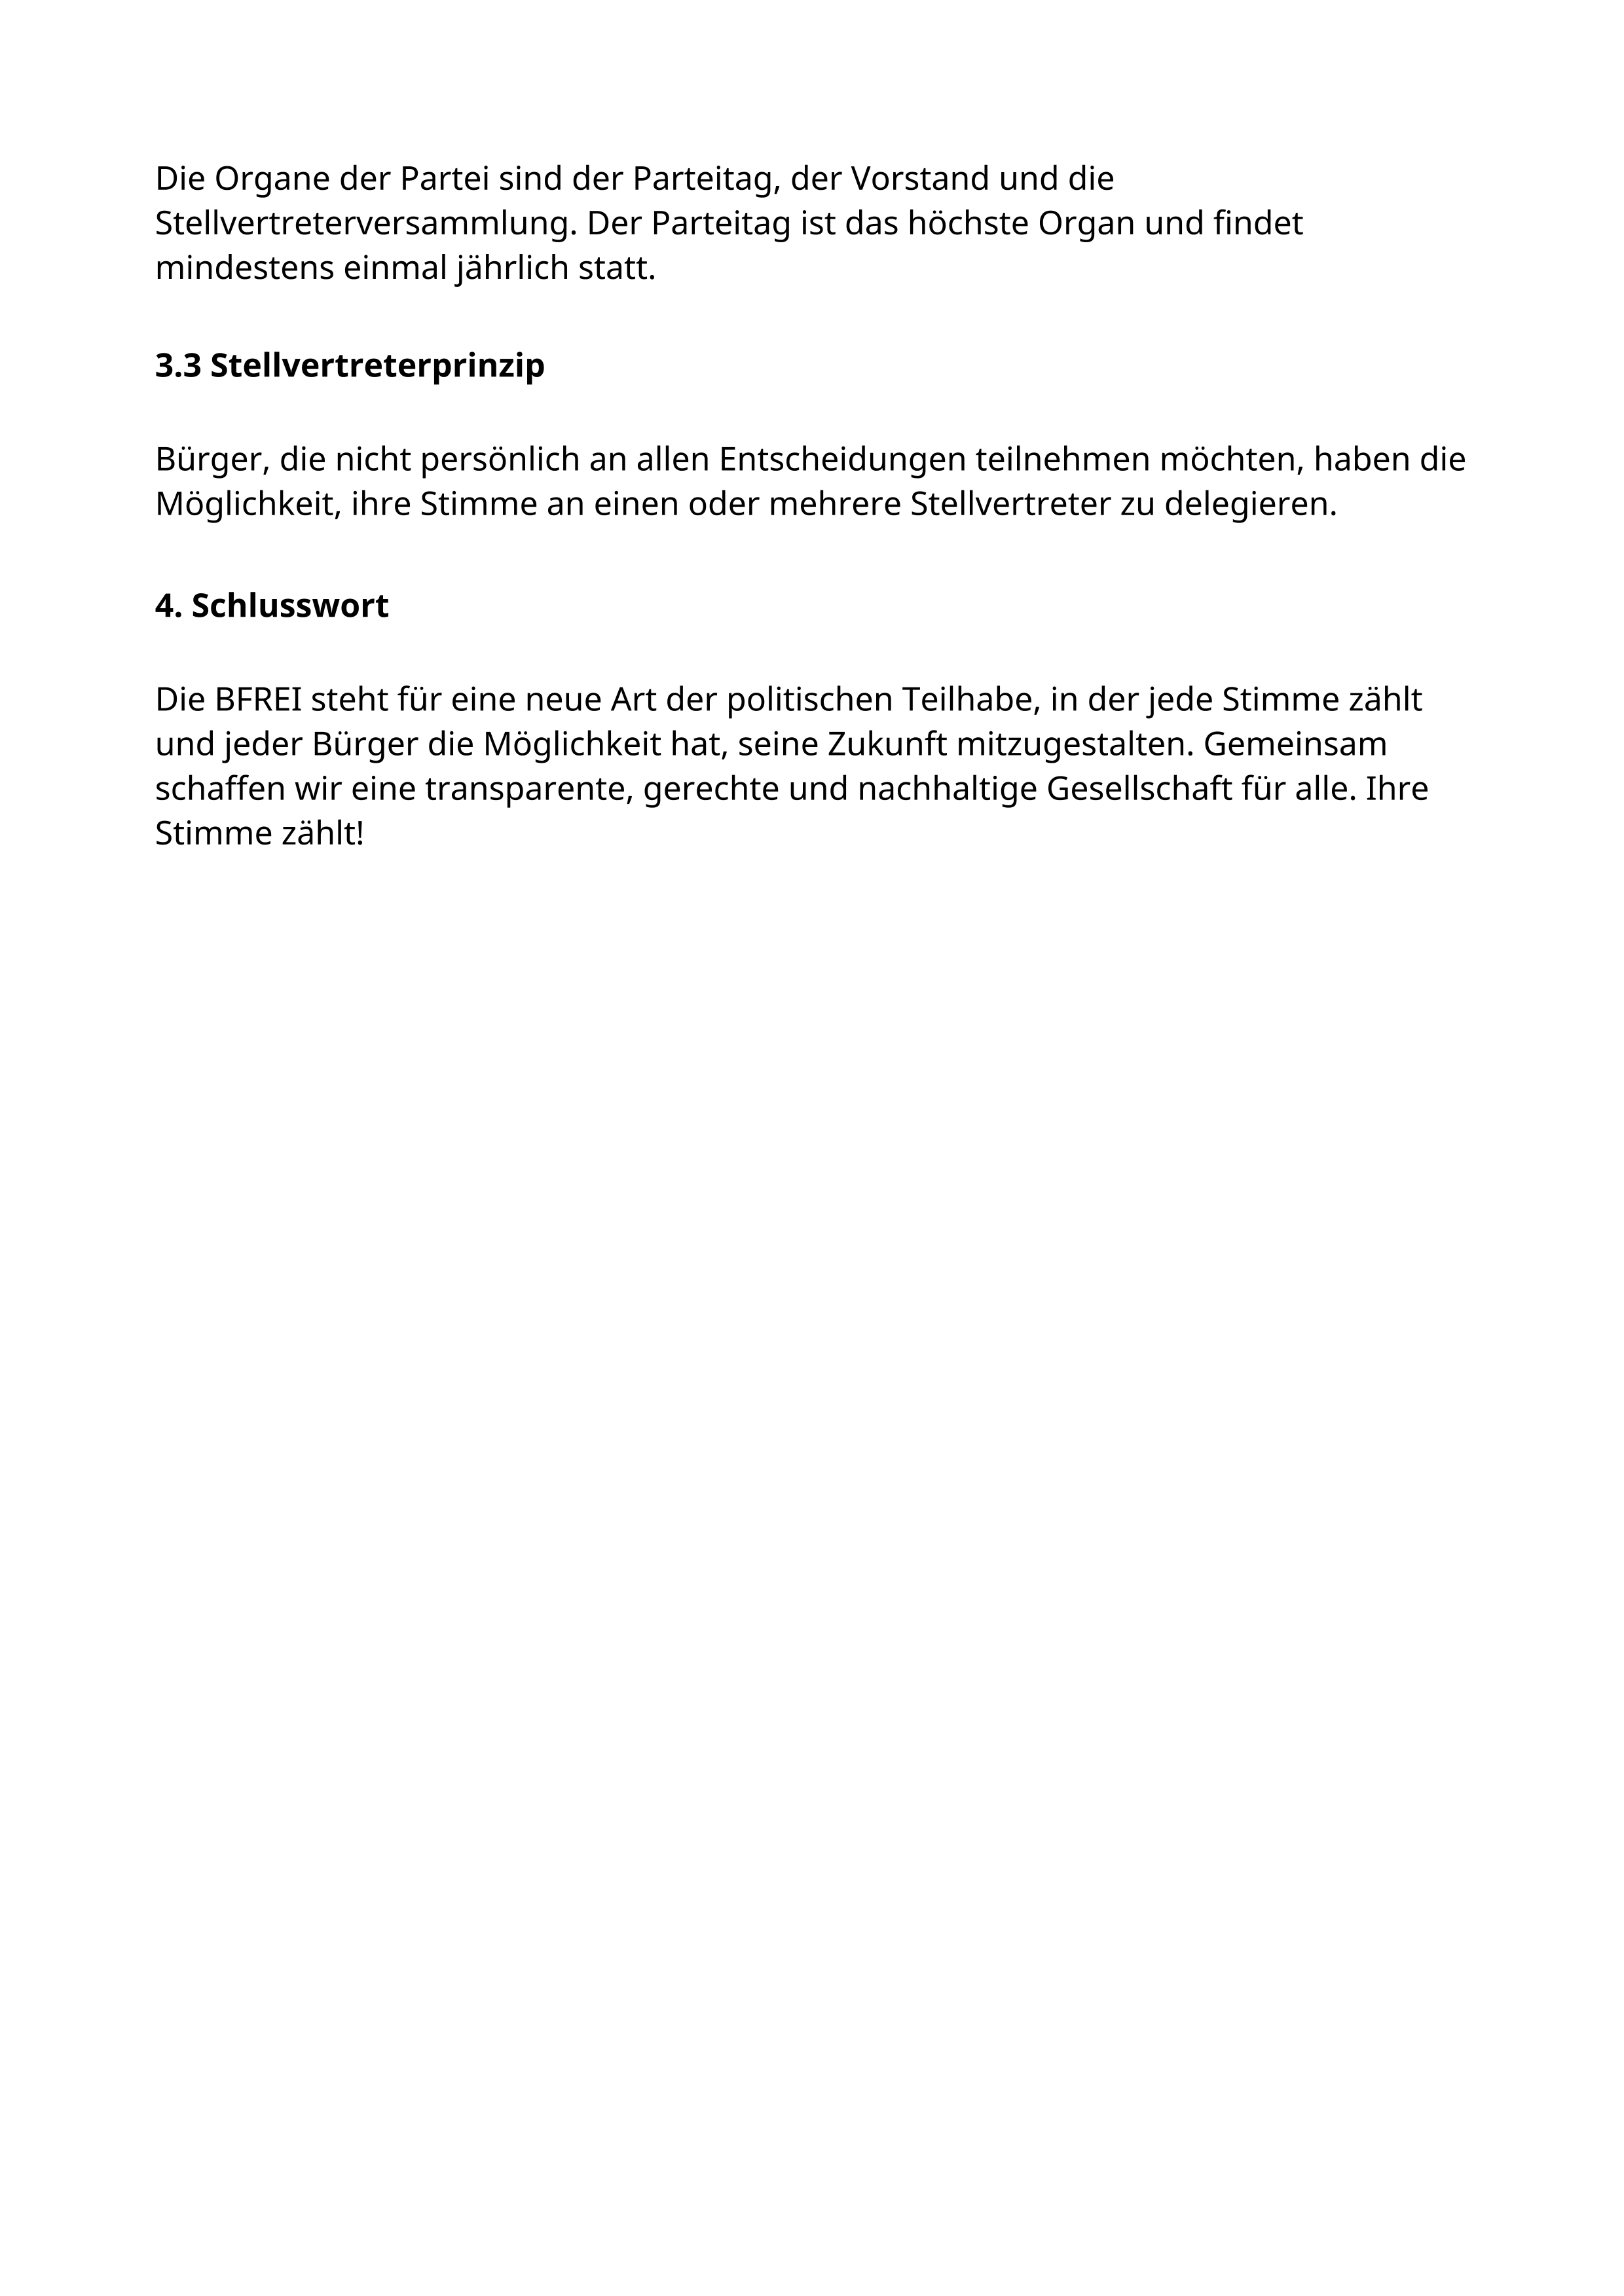 Die Organe der Partei sind der Parteitag, der Vorstand und die
Stellvertreterversammlung. Der Parteitag ist das höchste Organ und findet
mindestens einmal jährlich statt.
3.3 Stellvertreterprinzip
Bürger, die nicht persönlich an allen Entscheidungen teilnehmen möchten, haben die
Möglichkeit, ihre Stimme an einen oder mehrere Stellvertreter zu delegieren.
4. Schlusswort
Die BFREI steht für eine neue Art der politischen Teilhabe, in der jede Stimme zählt
und jeder Bürger die Möglichkeit hat, seine Zukunft mitzugestalten. Gemeinsam
schaffen wir eine transparente, gerechte und nachhaltige Gesellschaft für alle. Ihre
Stimme zählt!